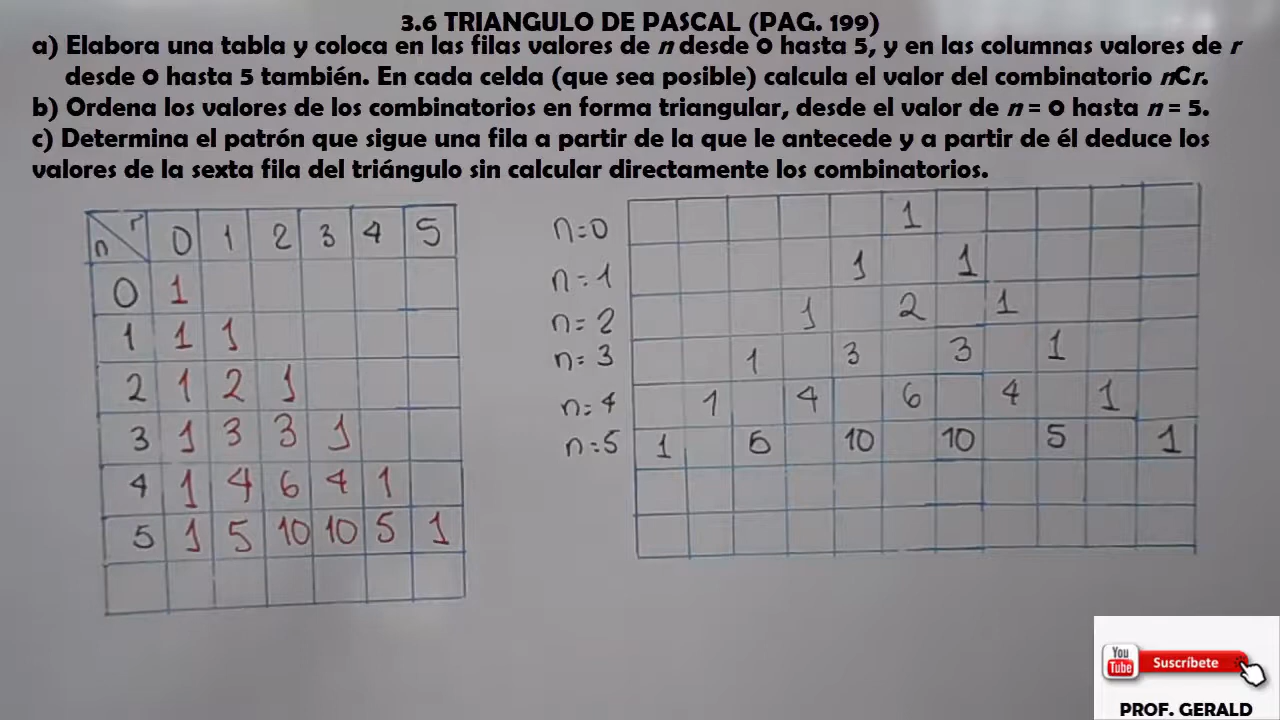 3.6 TRIANGULO DE PASCAL (PAG. 199)
a) Elabora una tabla y coloca en las filas valores de n desde 0 hasta 5, y en las columnas valores de r
desde 0 hasta 5 también. En cada celda (que sea posible) calcula el valor del combinatorio nCr.
b) Ordena los valores de los combinatorios en forma triangular, desde el valor de n = 0 hasta n = 5.
c) Determina el patrón que sigue una fila a partir de la que le antecede y a partir de él deduce los
valores de la sexta fila del triángulo sin calcular directamente los combinatorios.
n r 0 1 2 3 4 5
0 1
1 1 1
2 1 2 1
3 1 3 3 1
4 1 4 6 4 1
5 1 5 10 10 5 1
n=0 1
n=1 1 1
n=2 1 2 1
n=3 1 3 3 1
n=4 1 4 6 4 1
n=5 1 5 10 10 5 1
You
Tube
Suscríbete
PROF. GERALD